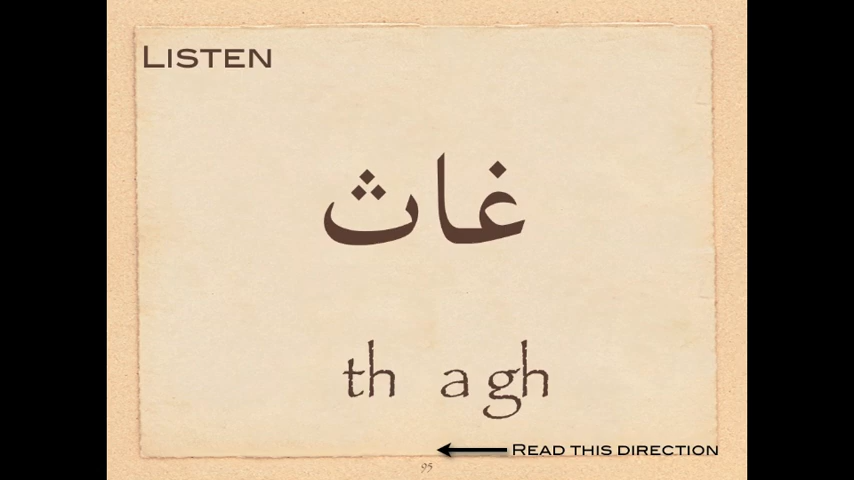 LISTEN
غاث
th a gh
READ THIS DIRECTION
95